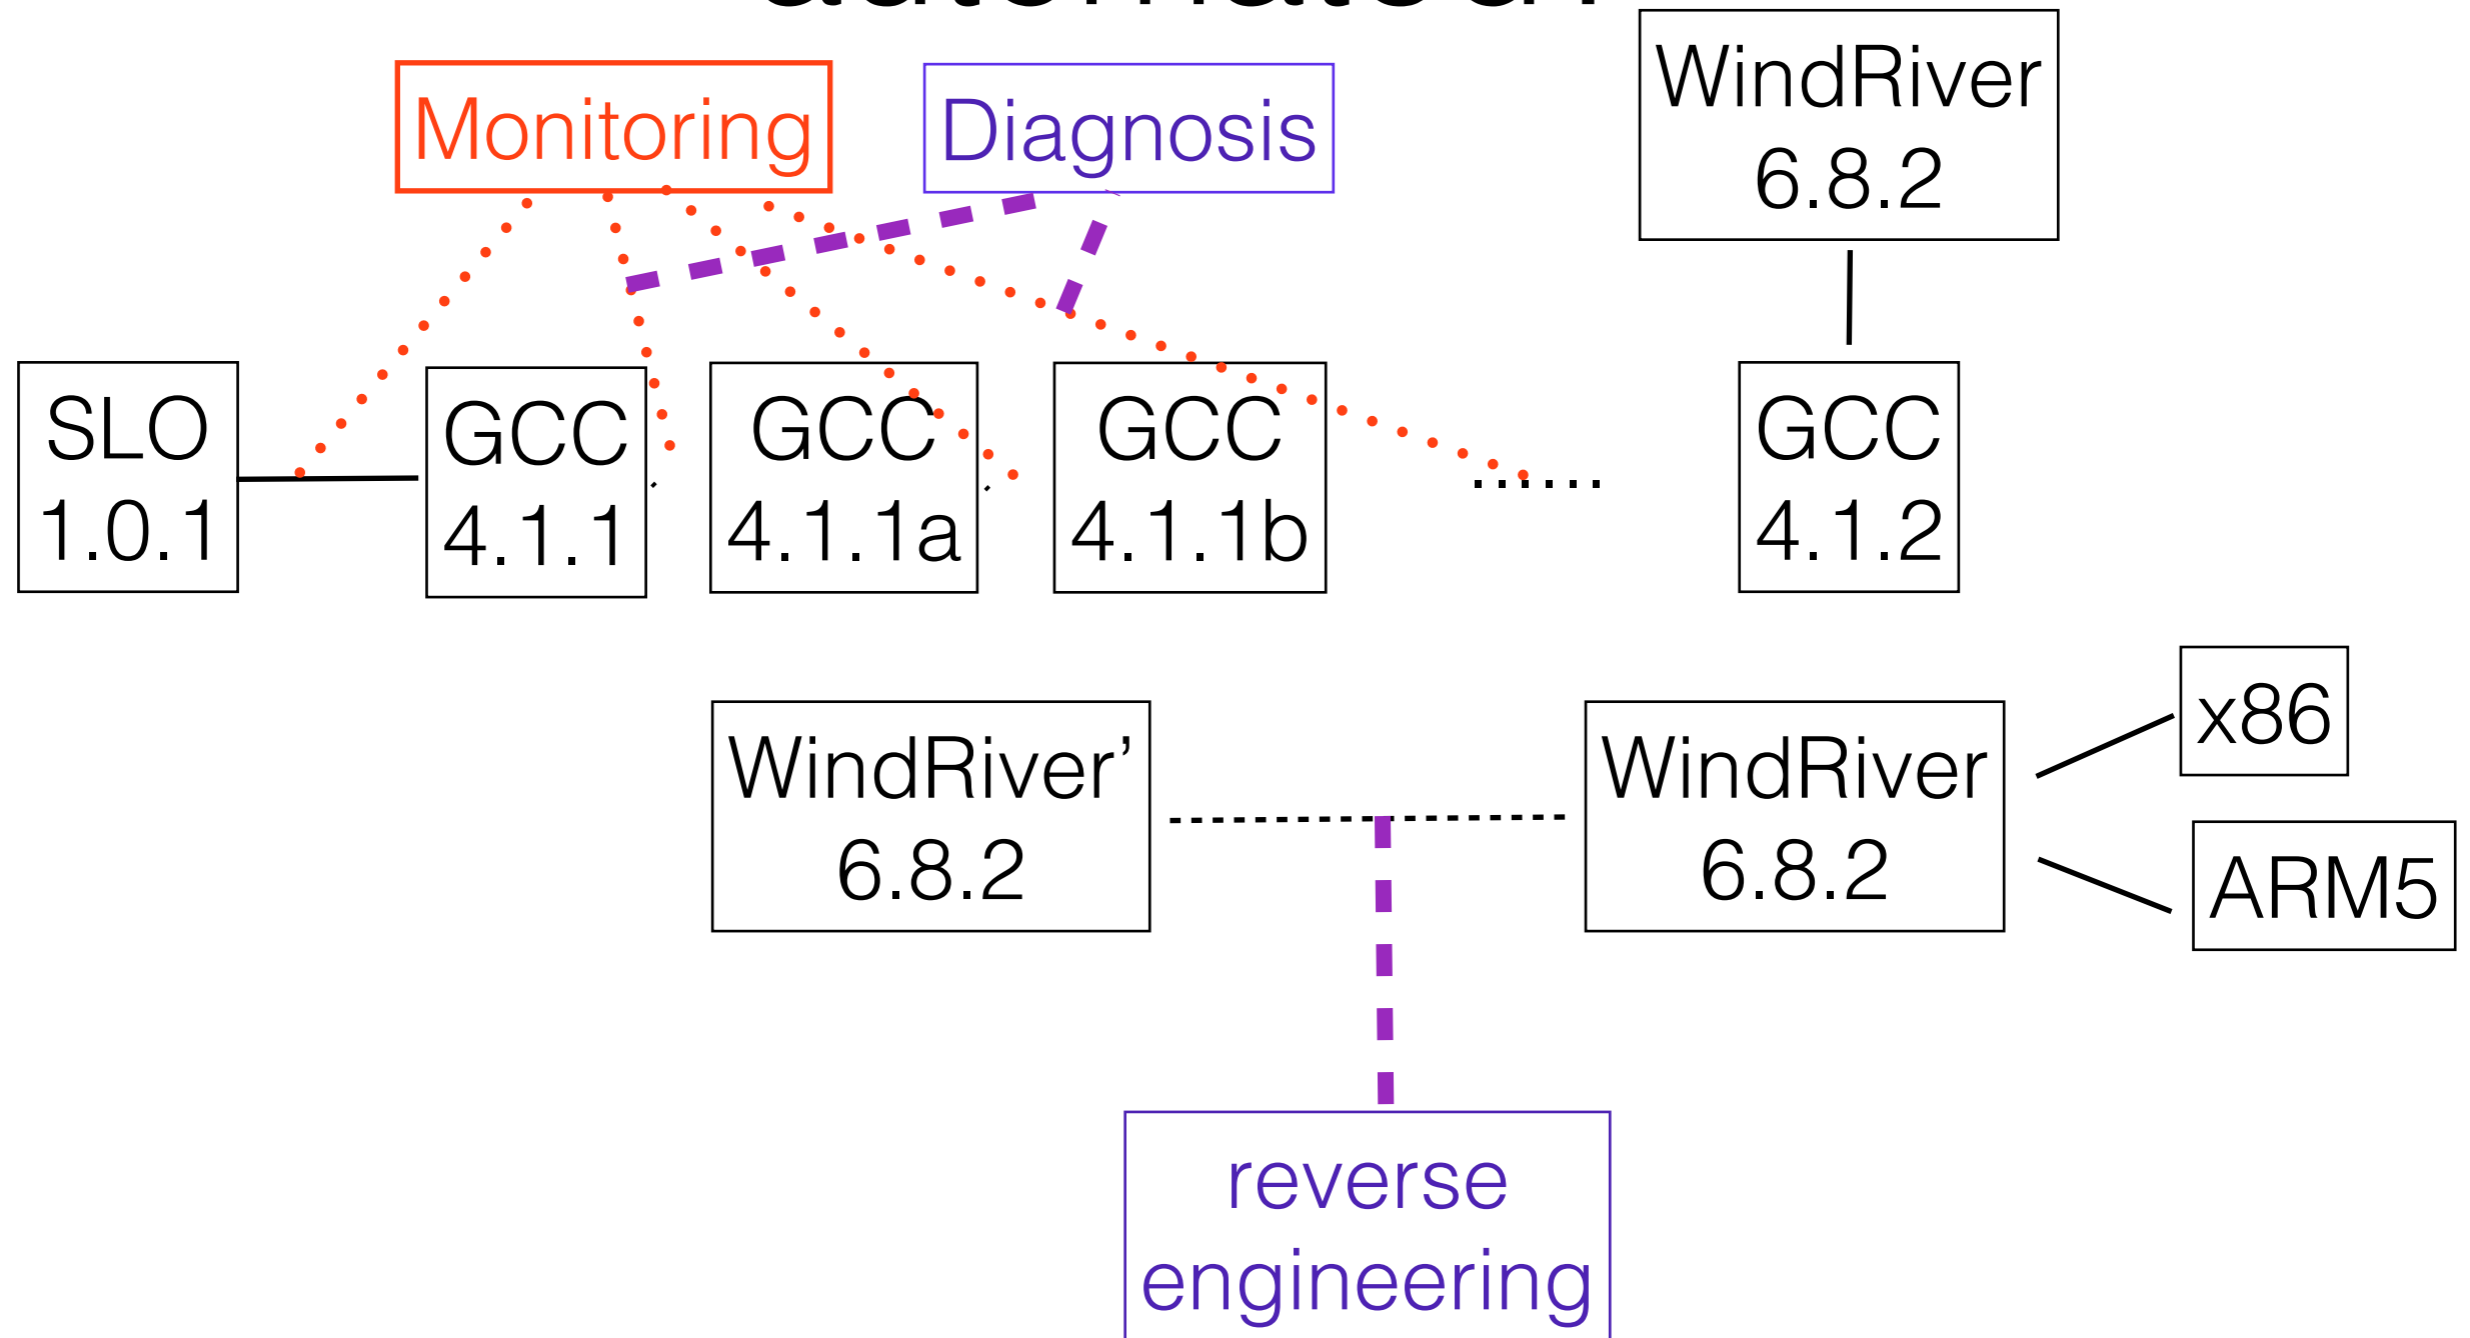 Monitoring
Diagnosis
WindRiver
6.8.2
SLO
1.0.1
GCC
4.1.1
GCC
4.1.1a
GCC
4.1.1b
......
GCC
4.1.2
WindRiver’
6.8.2
WindRiver
6.8.2
x86
ARM5
reverse
engineering